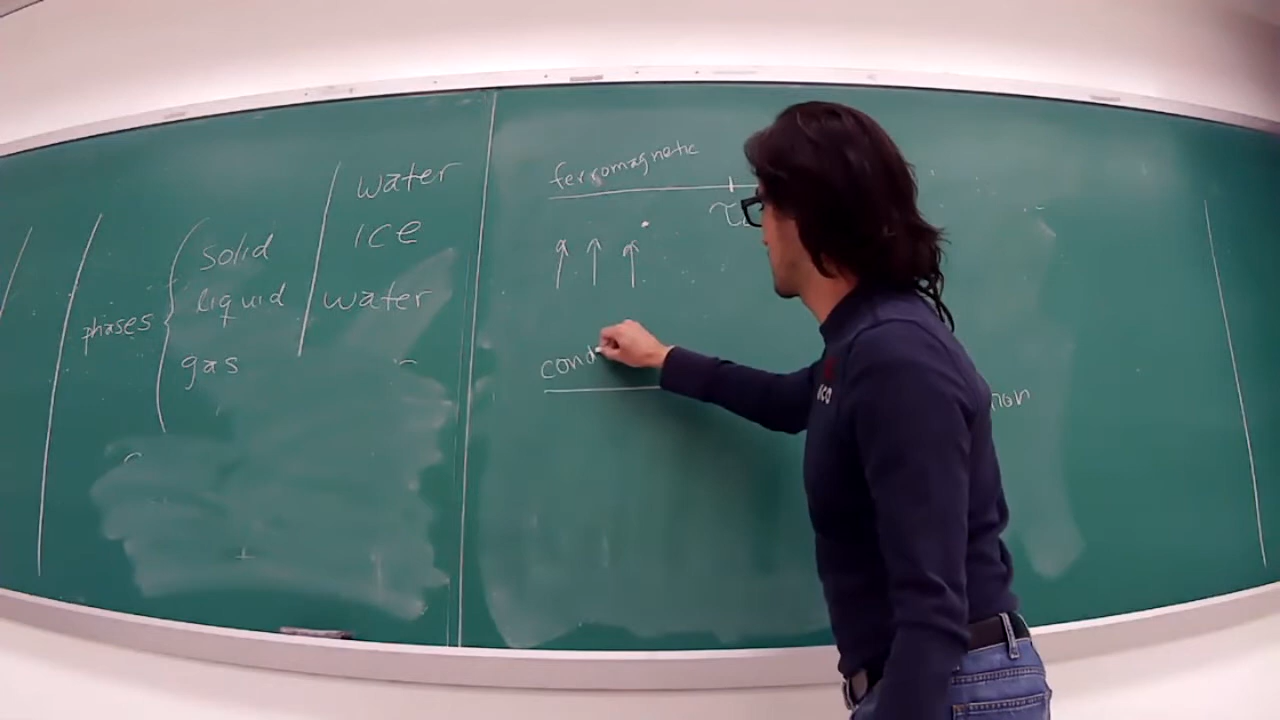 water
solid
ice
phases
liquid
water
gas
ferromagnetic
cond